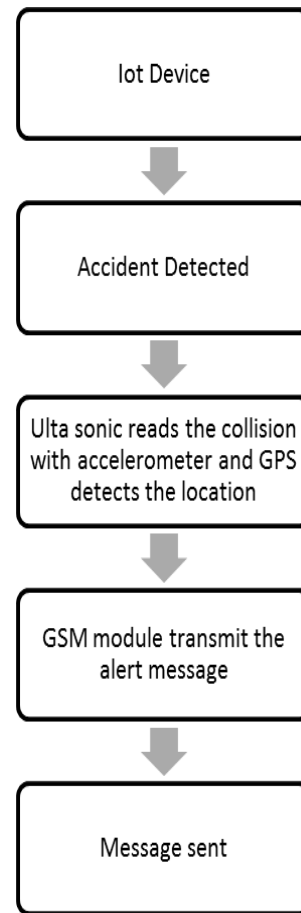 Iot Device
Accident Detected
Ulta sonic reads the collision
with accelerometer and GPS
detects the location
GSM module transmit the
alert message
Message sent